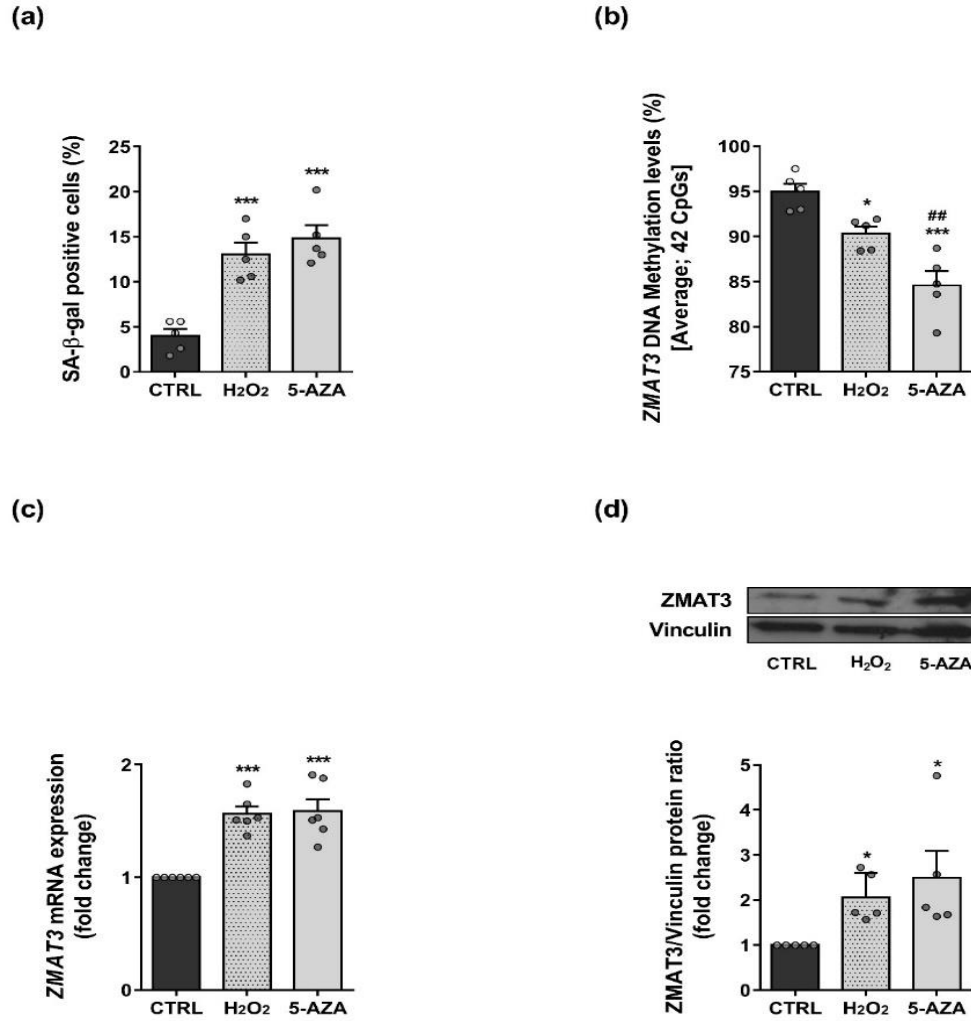 (a)
SA-β-gal positive cells (%)
25
20
15
10
5
0
***
***
CTRL H₂O₂ 5-AZA
(b)
ZMAT3 DNA Methylation levels (%)
[Average; 42 CpGs]
100
95
90
85
80
75
*
##
***
CTRL H₂O₂ 5-AZA
(c)
ZMAT3 mRNA expression
(fold change)
2
1
0
***
***
CTRL H₂O₂ 5-AZA
(d)
ZMAT3
Vinculin
CTRL H₂O₂ 5-AZA
ZMAT3/Vinculin protein ratio
(fold change)
5
4
3
2
1
0
*
*
CTRL H₂O₂ 5-AZA